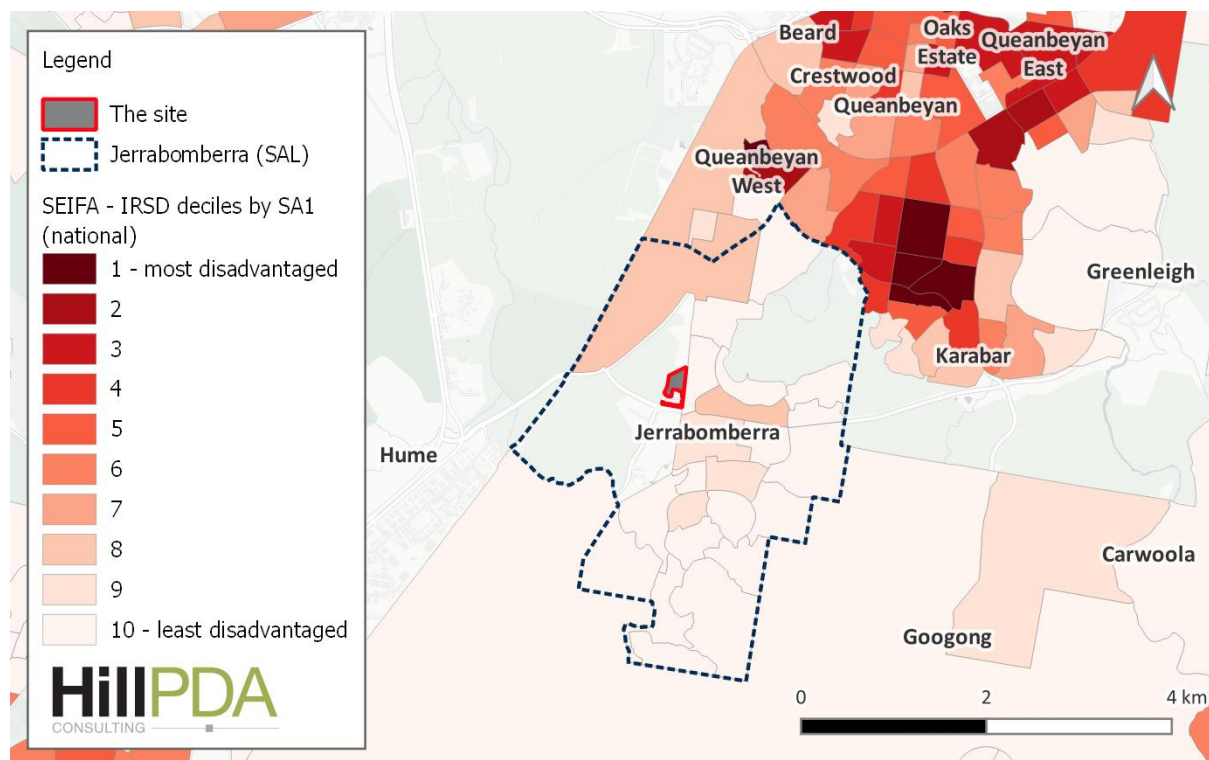 Legend
The site
Jerrabomberra (SAL)
SEIFA - IRSD deciles by SA1
(national)
1 - most disadvantaged
2
3
4
5
6
7
8
9
10 - least disadvantaged
HillPDA
CONSULTING
Beard
Oaks
Estate
Queanbeyan
East
Crestwood
Queanbeyan
Queanbeyan
West
Greenleigh
Karabar
Jerrabomberra
Hume
Carwoola
Googong
0 2 4 km